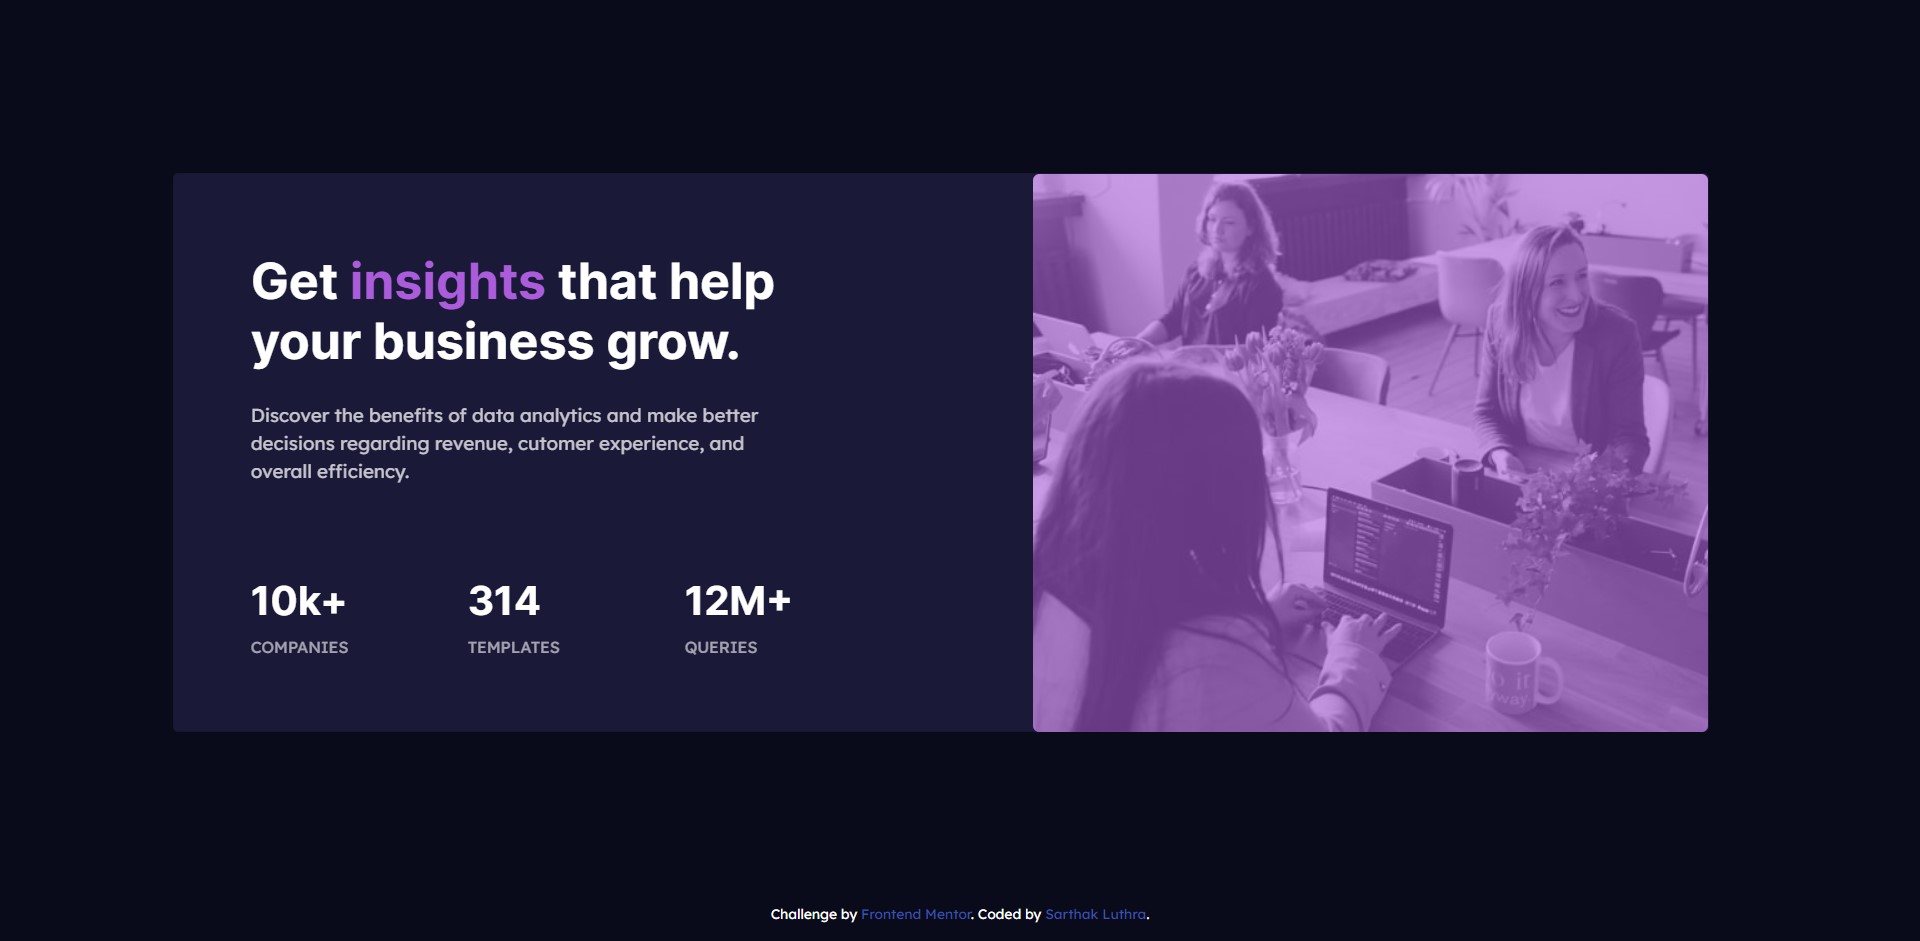 Get insights that help
your business grow.
Discover the benefits of data analytics and make better
decisions regarding revenue, cutomer experience, and
overall efficiency.
10k+ 314 12M+
COMPANIES TEMPLATES QUERIES
way.
Challenge by Frontend Mentor. Coded by Sarthak Luthra.